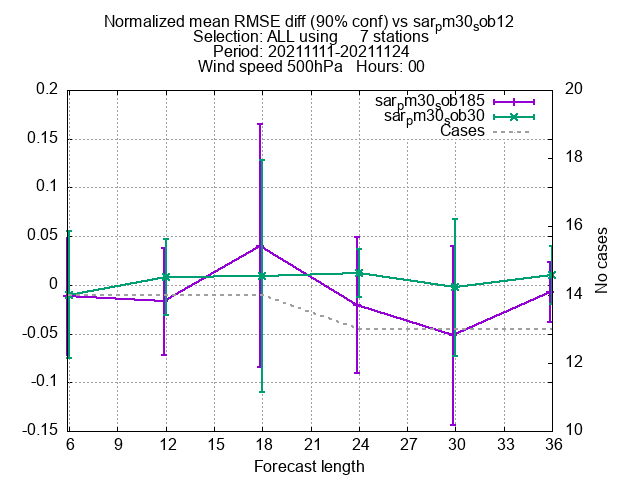 Normalized mean RMSE diff (90% conf) vs sarpm30sob12
Selection: ALL using 7 stations
Period: 20211111-20211124
Wind speed 500hPa Hours: 00
sarpm30sob185
sarpm30sob30
Cases
0.2
0.15
0.1
0.05
0
-0.05
-0.1
-0.15
20
18
16
14
12
10
No cases
6 9 12 15 18 21 24 27 30 33 36
Forecast length